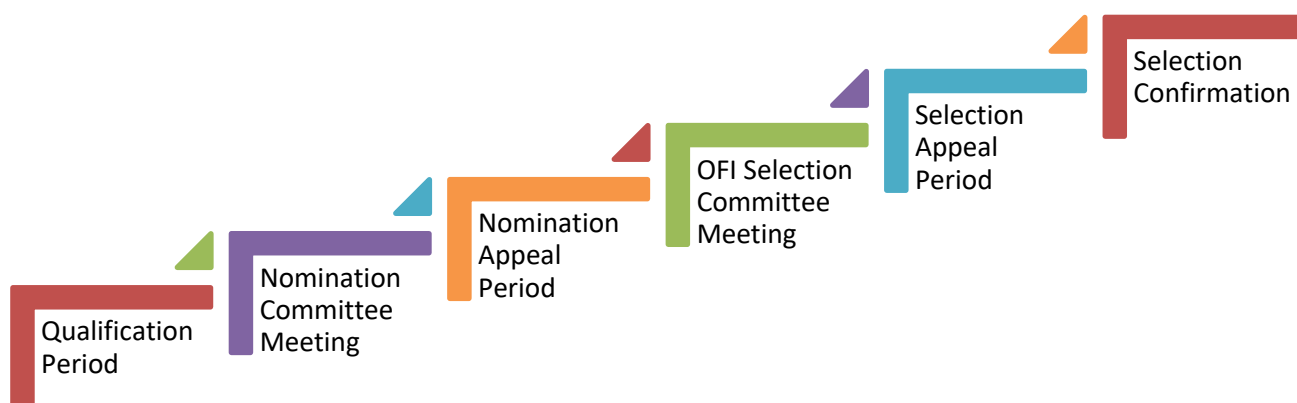 Qualification
Period
Nomination
Committee
Meeting
Nomination
Appeal
Period
OFI Selection
Committee
Meeting
Selection
Appeal
Period
Selection
Confirmation